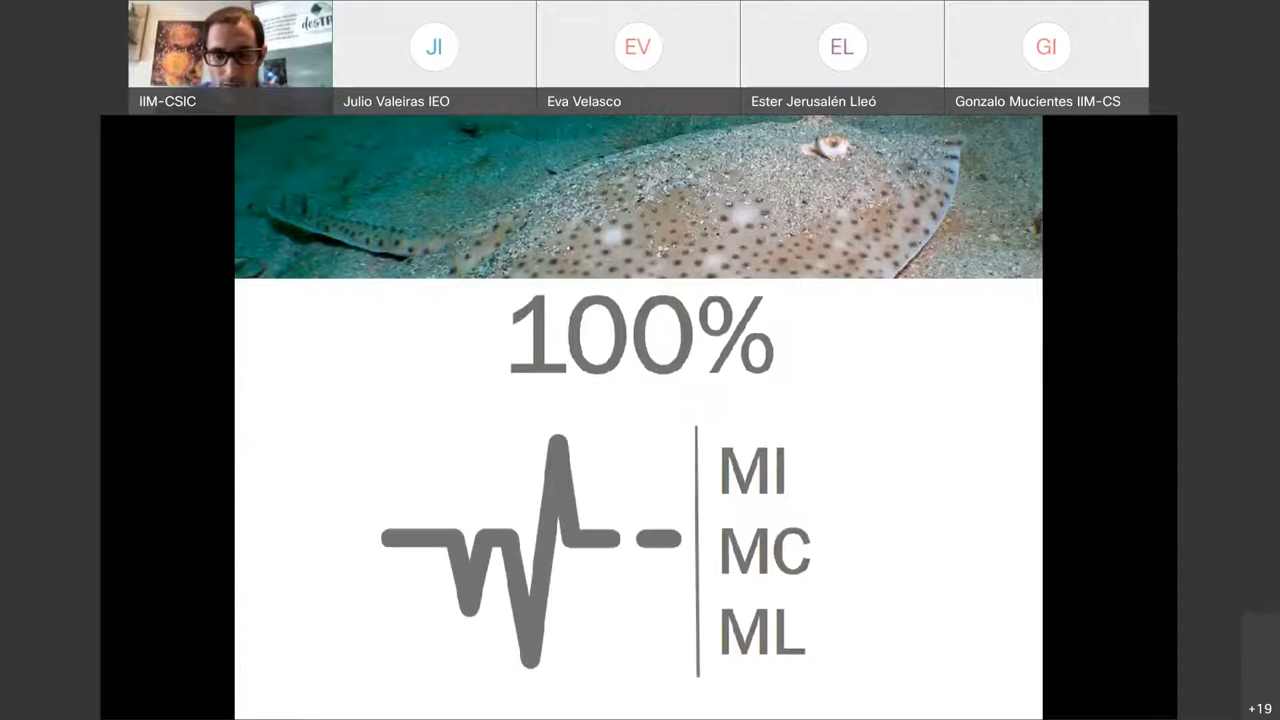 desTR
JI
EV
EL
GI
IIM-CSIC
Julio Valeiras IEO
Eva Velasco
Ester Jerusalén Lleó
Gonzalo Mucientes IIM-CS
100%
MI
MC
ML
+19